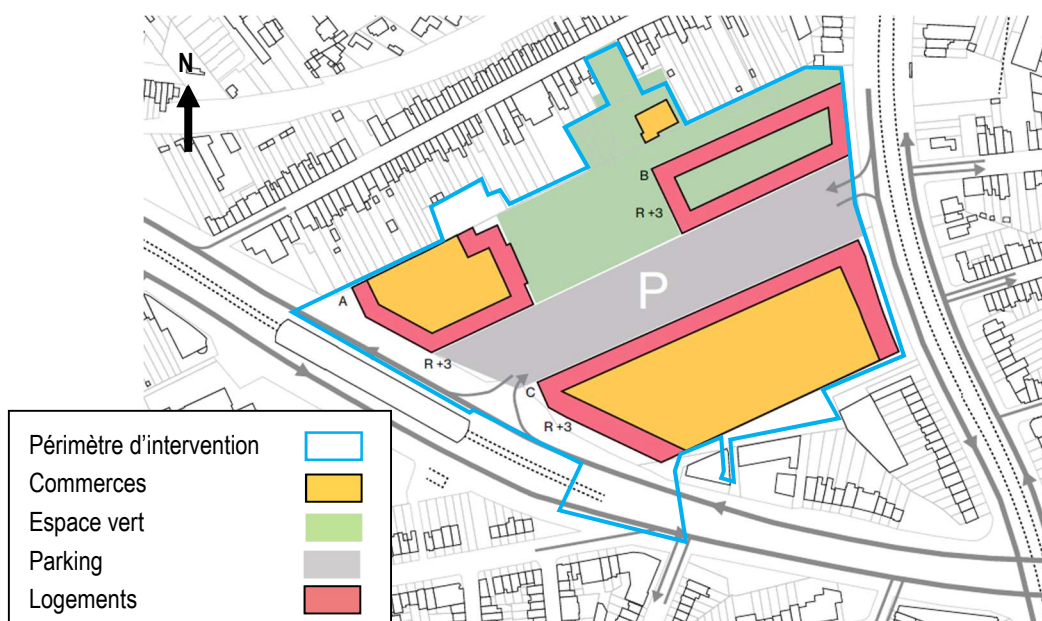 N
B
R +3
P
A
R +3
C
R +3
Périmètre d'intervention
Commerces
Espace vert
Parking
Logements